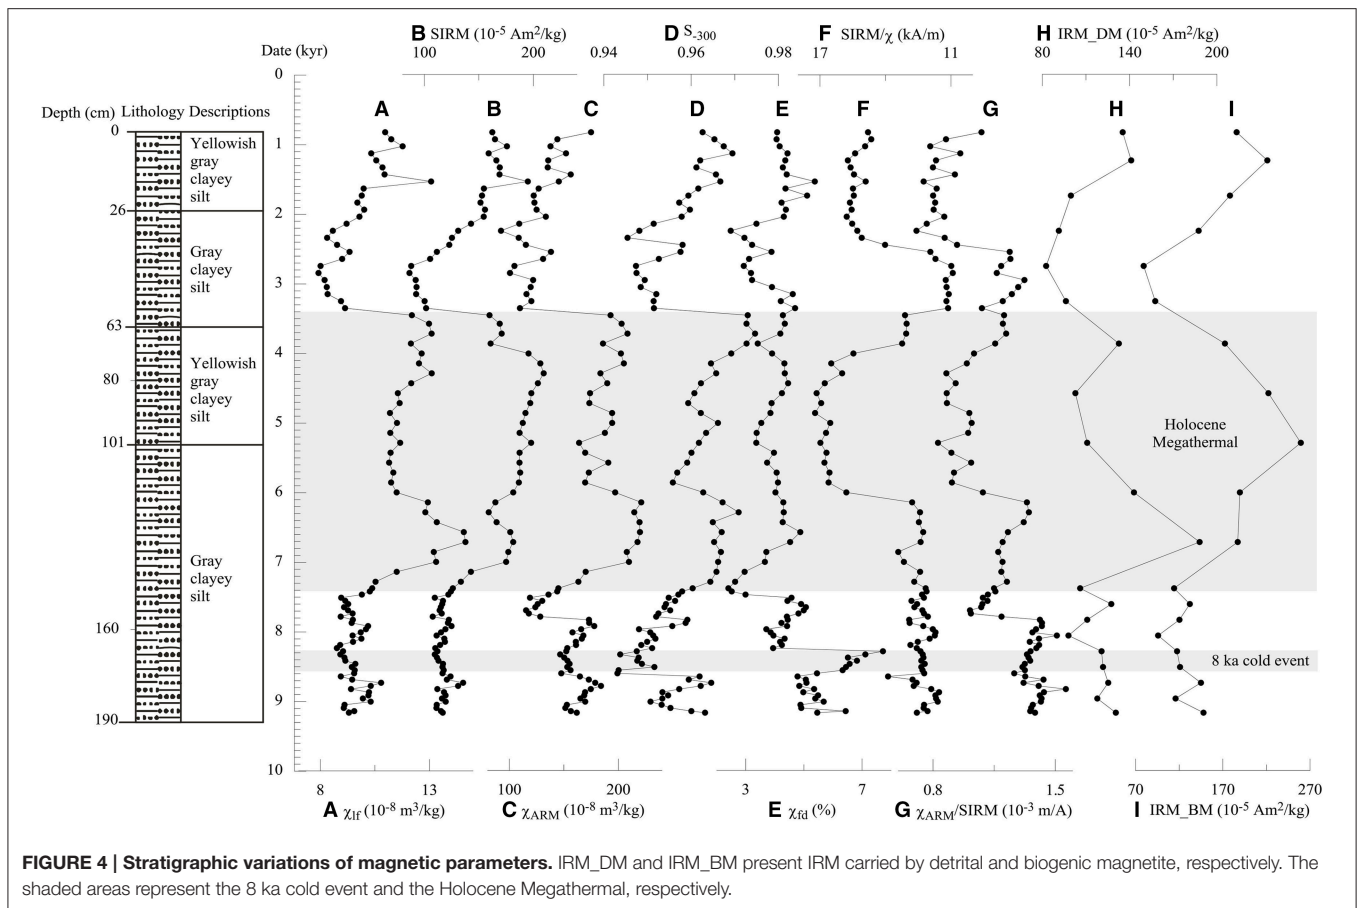 B SIRM (10-5 Am2/kg) D S-300 F SIRM/χ (kA/m) H IRM_DM (10-5 Am2/kg)
Date (kyr) 100 200 0.94 0.96 0.98 17 11 80 140 200
0
Depth (cm) Lithology Descriptions A B C D E F G H I
0 Yellowish
gray
clayey
silt
1
26
2
Gray
clayey
silt
3
63
Yellowish
gray
clayey
silt
4
80
5
Holocene
Megathermal
101
6
Gray
clayey
silt
7
160 8
8 ka cold event
9
190
10
8 13 100 200 3 7 0.8 1.5 70 170 270
A χlf (10-8 m3/kg) C χARM (10-8 m3/kg) E χfd (%) G χARM/SIRM (10-3 m/A) I IRM_BM (10-5 Am2/kg)
FIGURE 4 | Stratigraphic variations of magnetic parameters. IRM_DM and IRM_BM present IRM carried by detrital and biogenic magnetite, respectively. The
shaded areas represent the 8 ka cold event and the Holocene Megathermal, respectively.